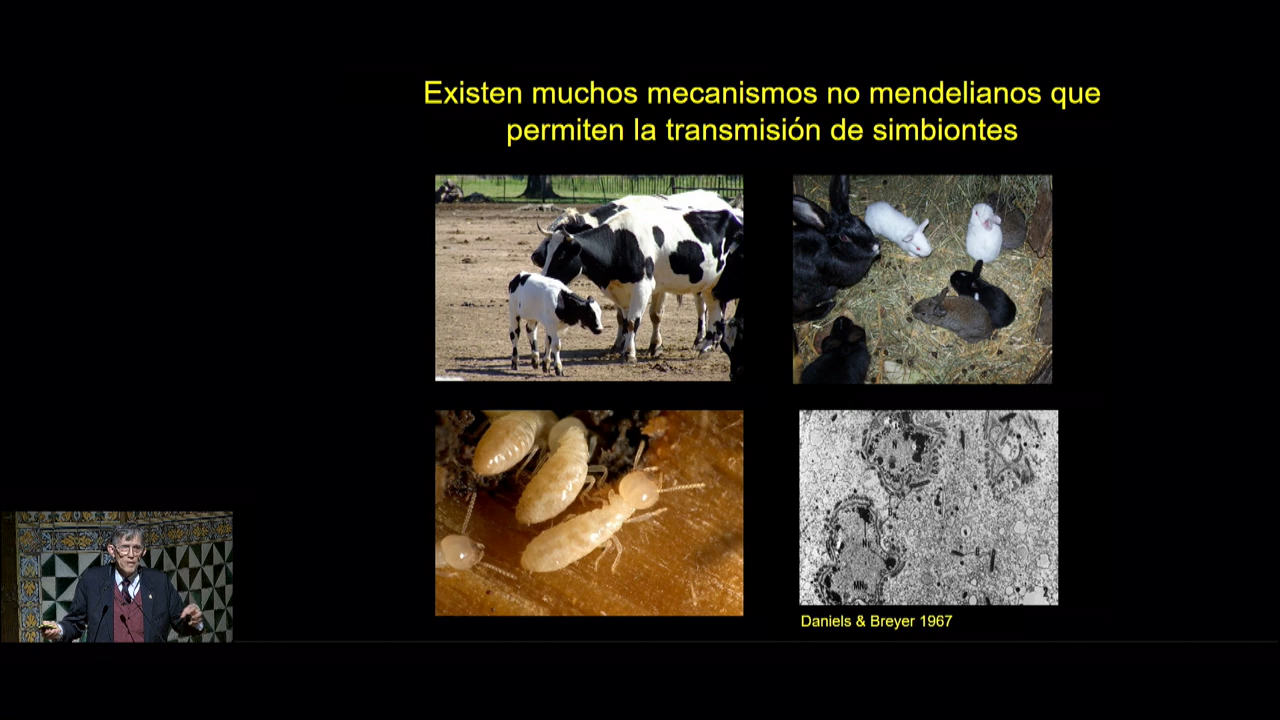 Existen muchos mecanismos no mendelianos que
permiten la transmisión de simbiontes
Daniels & Breyer 1967